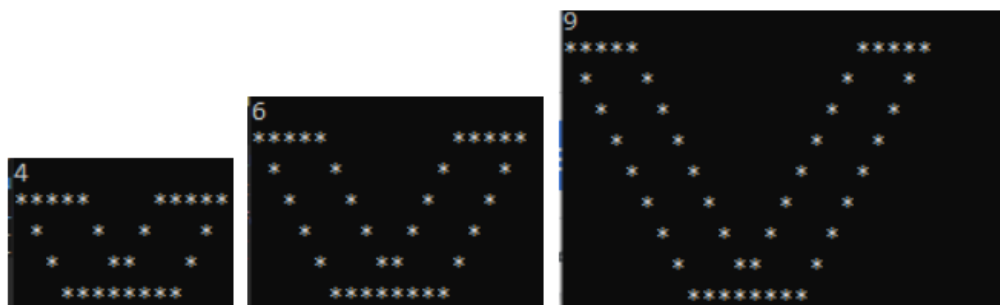 4
*****    *****
 *   *  *   *
  *   **   *
   ********
6
*****        *****
 *   *      *   *
  *   *    *   *
   *   *  *   *
    *   **   *
     ********
9
*****              *****
 *   *            *   *
  *   *          *   *
   *   *        *   *
    *   *      *   *
     *   *    *   *
      *   *  *   *
       *   **   *
        ********